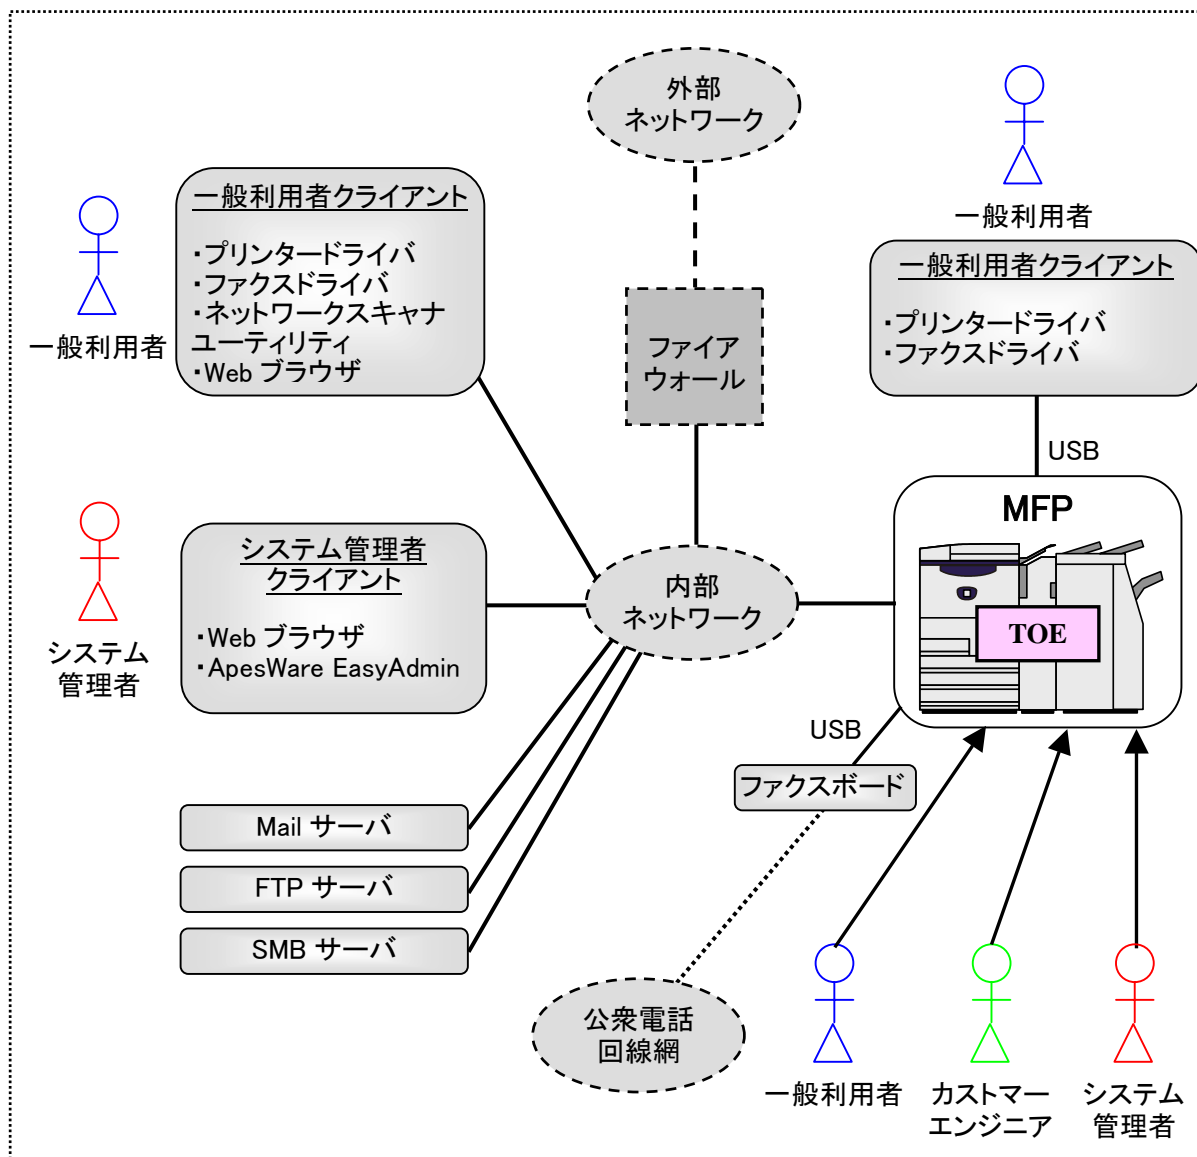 外部
ネットワーク
一般利用者
一般利用者クライアント
・プリンタードライバ
・ファクスドライバ
・ネットワークスキャナ
ユーティリティ
・Web ブラウザ
一般利用者
一般利用者クライアント
・プリンタードライバ
・ファクスドライバ
ファイア
ウォール
USB
MFP
TOE
システム管理者
クライアント
・Web ブラウザ
・ApesWare EasyAdmin
システム
管理者
内部
ネットワーク
USB
ファクスボード
Mail サーバ
FTP サーバ
SMB サーバ
公衆電話
回線網
一般利用者
カストマー
エンジニア
システム
管理者